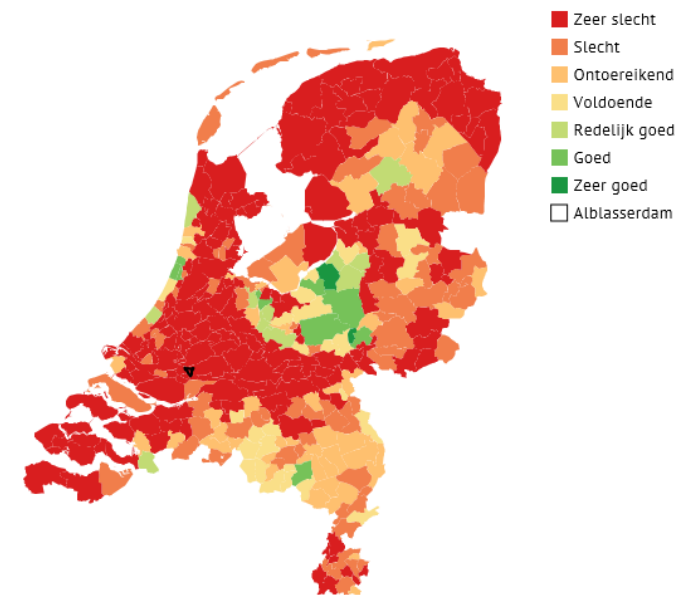 Zeer slecht
Slecht
Ontoereikend
Voldoende
Redelijk goed
Goed
Zeer goed
Alblasserdam